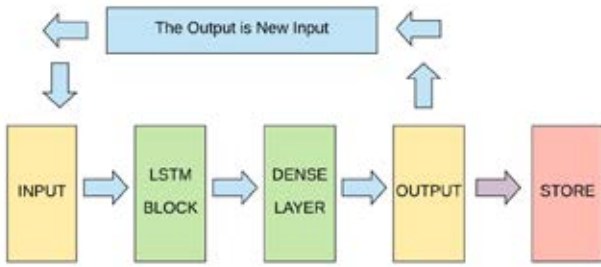 The Output is New Input
INPUT
LSTM
BLOCK
DENSE
LAYER
OUTPUT
STORE